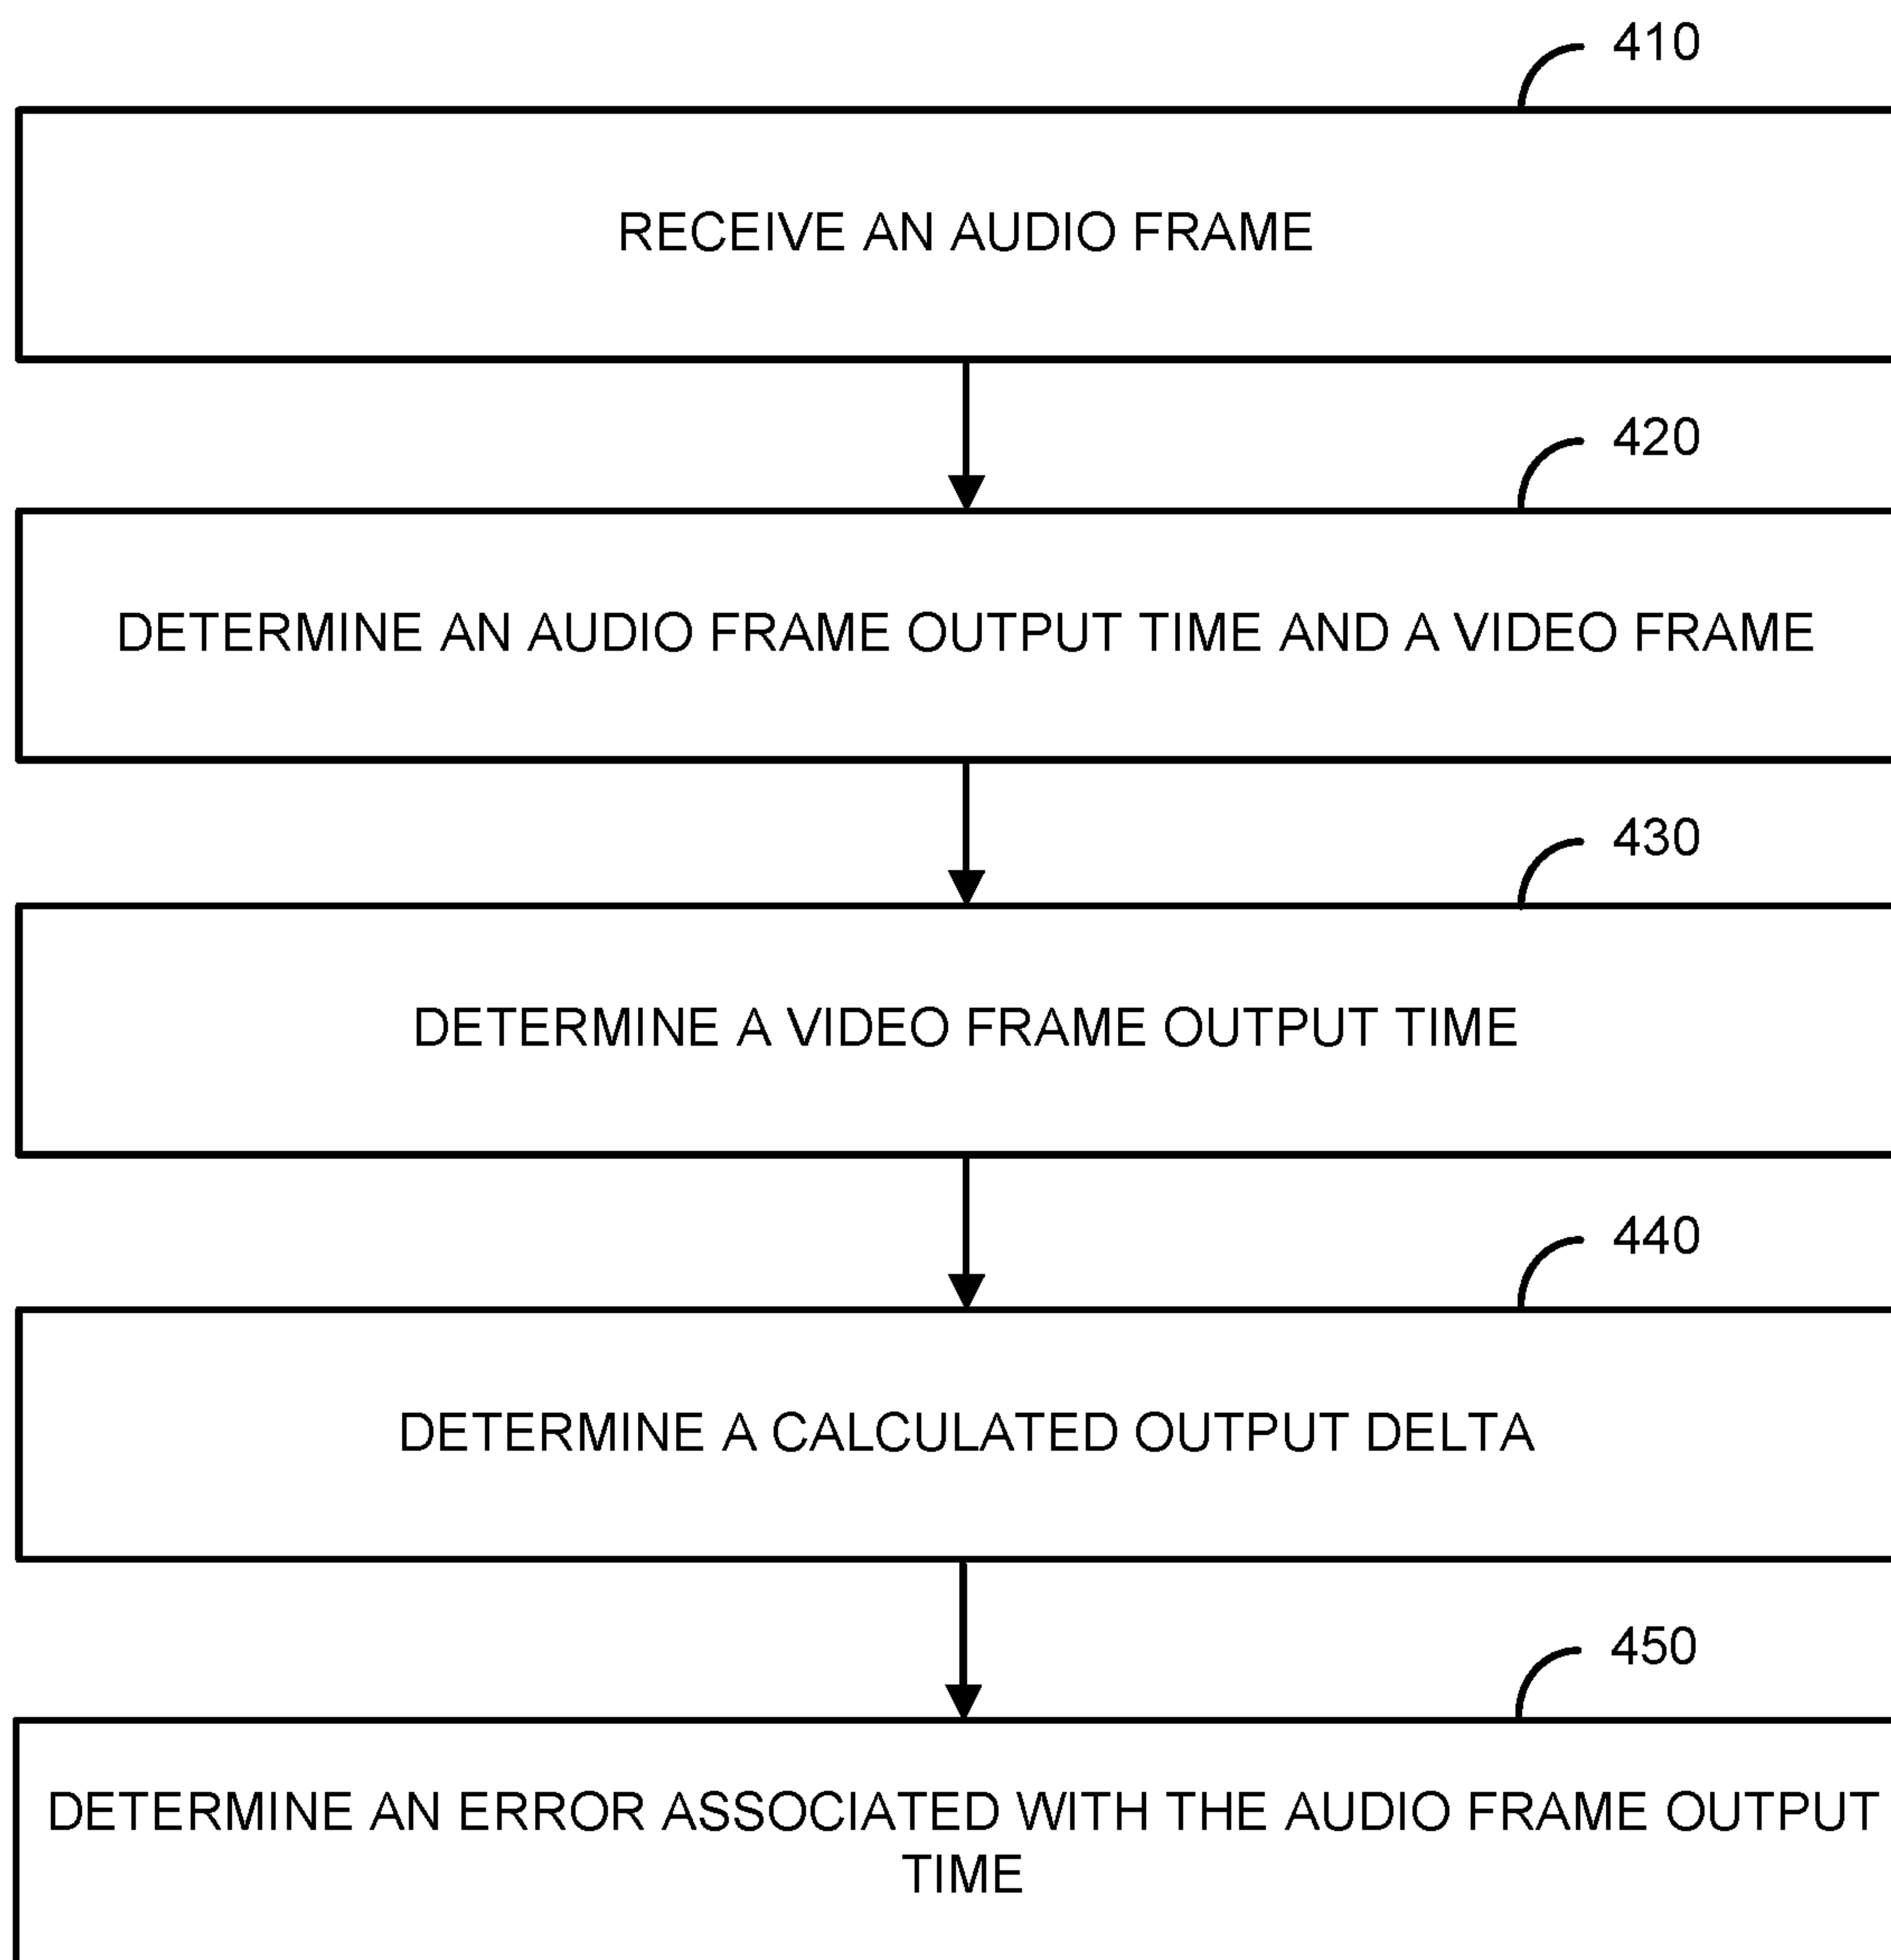 410
RECEIVE AN AUDIO FRAME
420
DETERMINE AN AUDIO FRAME OUTPUT TIME AND A VIDEO FRAME
430
DETERMINE A VIDEO FRAME OUTPUT TIME
440
DETERMINE A CALCULATED OUTPUT DELTA
450
DETERMINE AN ERROR ASSOCIATED WITH THE AUDIO FRAME OUTPUT
TIME